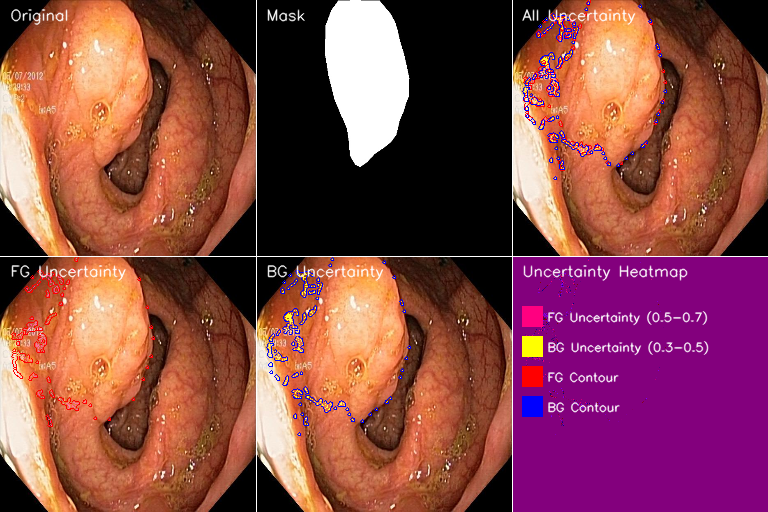 Original
Mask
All Uncertainty
FG Uncertainty
BG Uncertainty
Uncertainty Heatmap
FG Uncertainty (0.5-0.7)
BG Uncertainty (0.3-0.5)
FG Contour
BG Contour